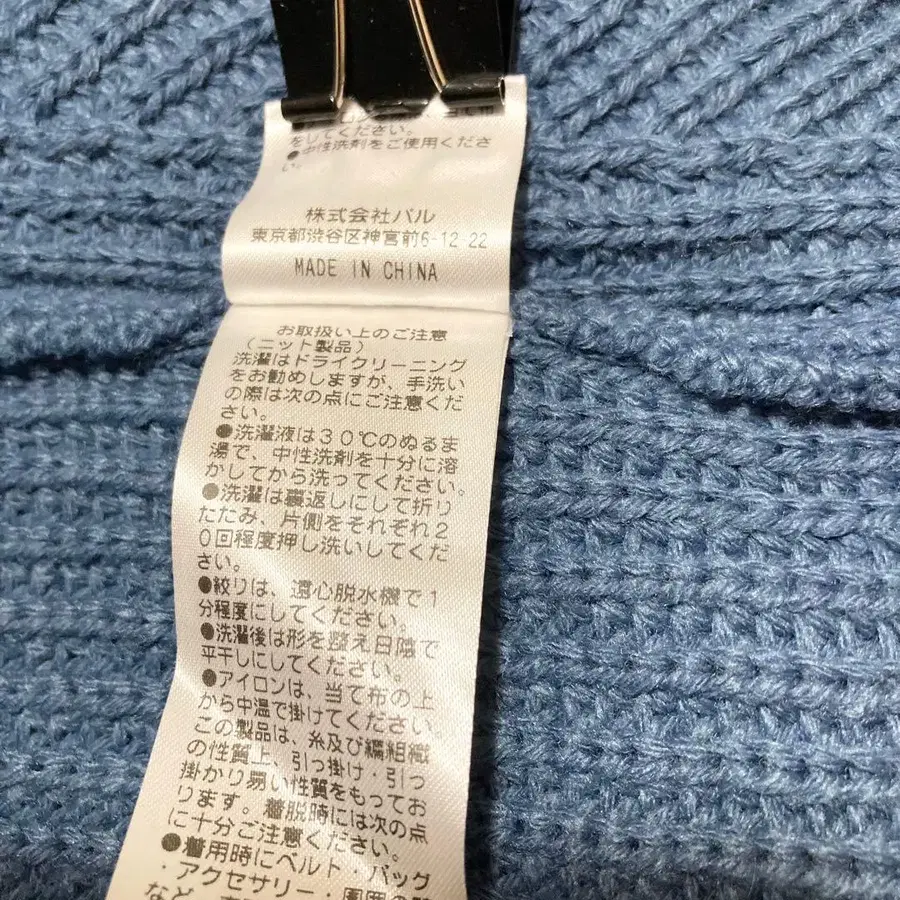 をしてください。
●中性洗剤をご使用くださ
い。
株式会社パル
東京都渋谷区神宮前6-12-22
MADE IN CHINA
お取扱い上のご注意
(ニット製品)
洗濯はドライクリーニング
をお勧めしますが、手洗い
の際は次の点にご注意くだ
さい。
●洗濯液は30℃のぬるま
湯で、中性洗剤を十分に溶
かしてから洗ってください。
●洗濯は裏返しにして折り
たたみ、片側をそれぞれ2
0回程度押し洗いしてくだ
さい。
●絞りは、遠心脱水機で1
分程度にしてください。
●洗濯後は形を整え日陰で
平干しにしてください。
●アイロンは、当て布の上
から中温で掛けてください。
この製品は、糸及び編組織
の性質上、引っ掛け・引っ
掛かり易い性質をもってお
ります。着脱時には次の点
に十分ご注意ください。
●着用時にベルト・バッグ
・アクセサリー・周囲の
など、